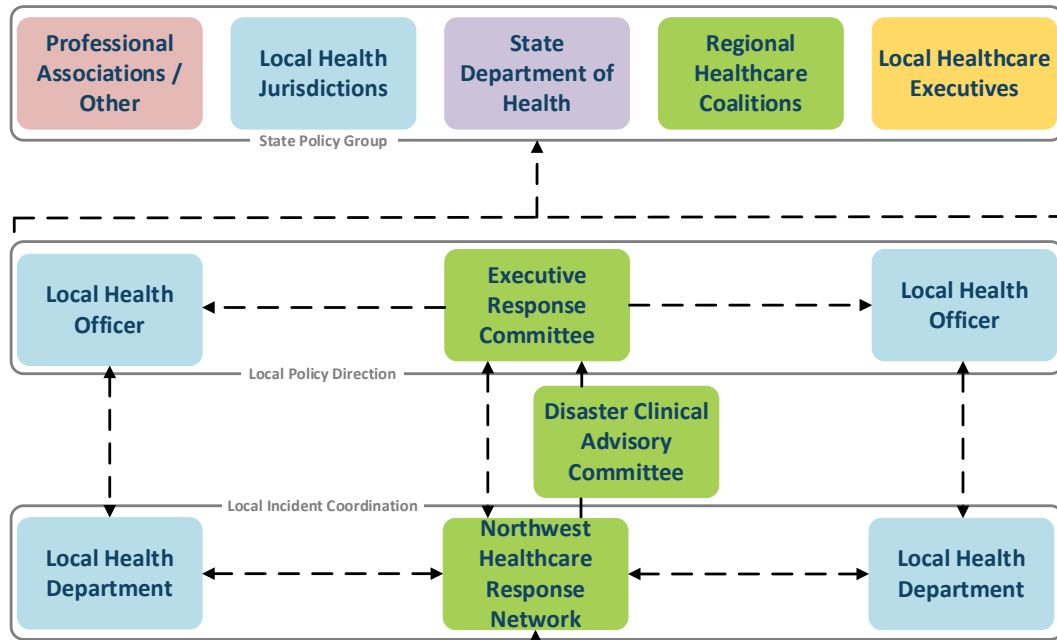 Professional
Associations /
Other
Local Health
Jurisdictions
State
Department of
Health
Regional
Healthcare
Coalitions
Local Healthcare
Executives
State Policy Group
Local Health
Officer
Executive
Response
Committee
Local Health
Officer
Local Policy Direction
Disaster Clinical
Advisory
Committee
Local Incident Coordination
Local Health
Department
Northwest
Healthcare
Response
Network
Local Health
Department